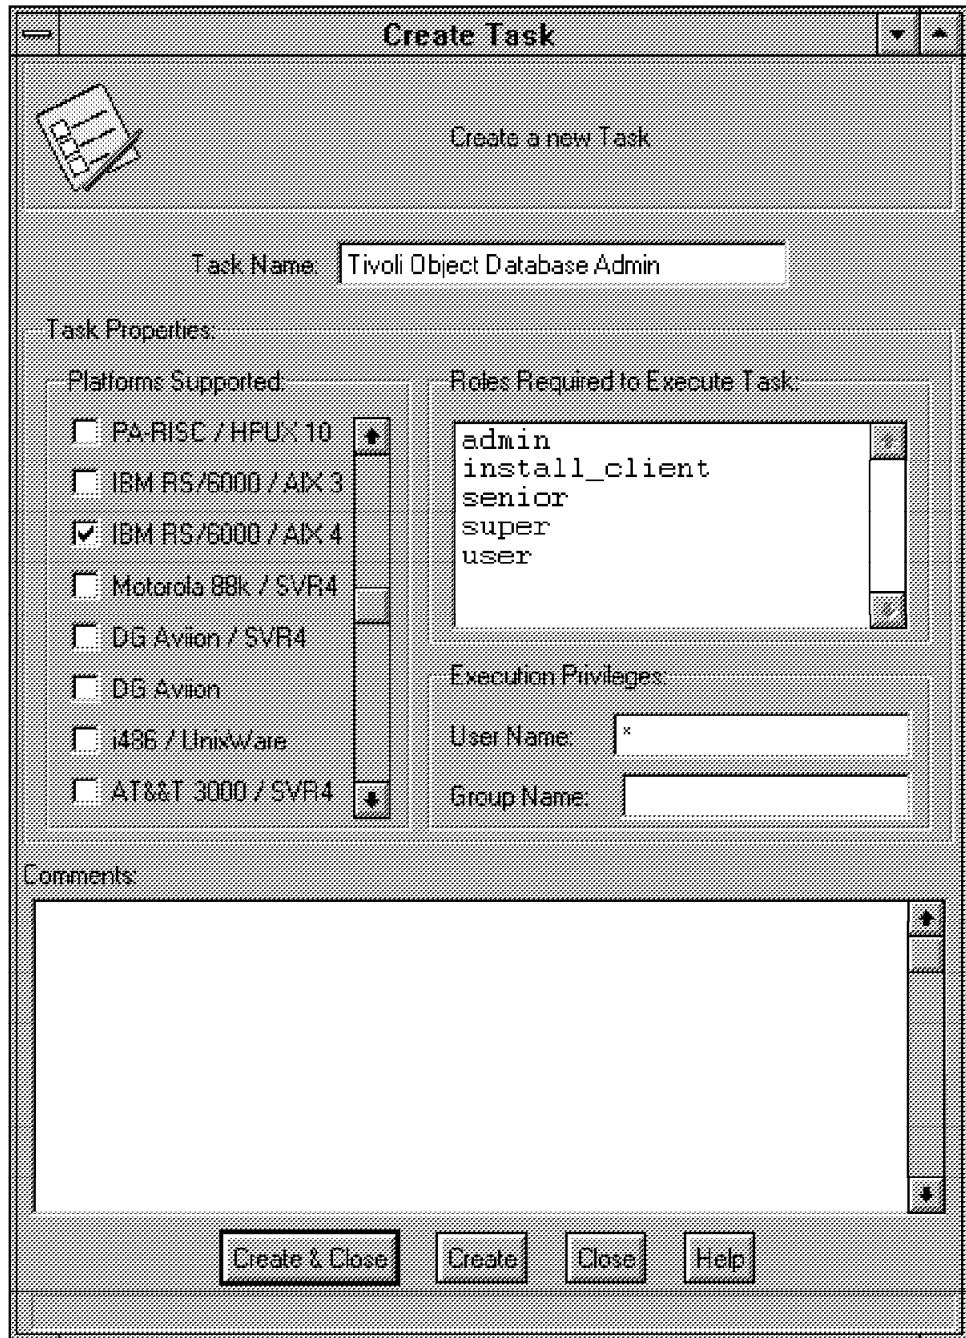 Create Task
Create a new Task
Task Name: Tivoli Object Database Admin
Task Properties:
Platforms Supported:
PA-RISC / HPUX 10
IBM RS/6000 / AIX 3
IBM RS/6000 / AIX 4
Motorola 88k / SVR4
DG Aviion / SVR4
DG Aviion
i486 / UnixWare
AT&&T 3000 / SVR4
Roles Required to Execute Task:
admin
install_client
senior
super
user
Execution Privileges:
User Name: *
Group Name:
Comments:
Create & Close Create Close Help